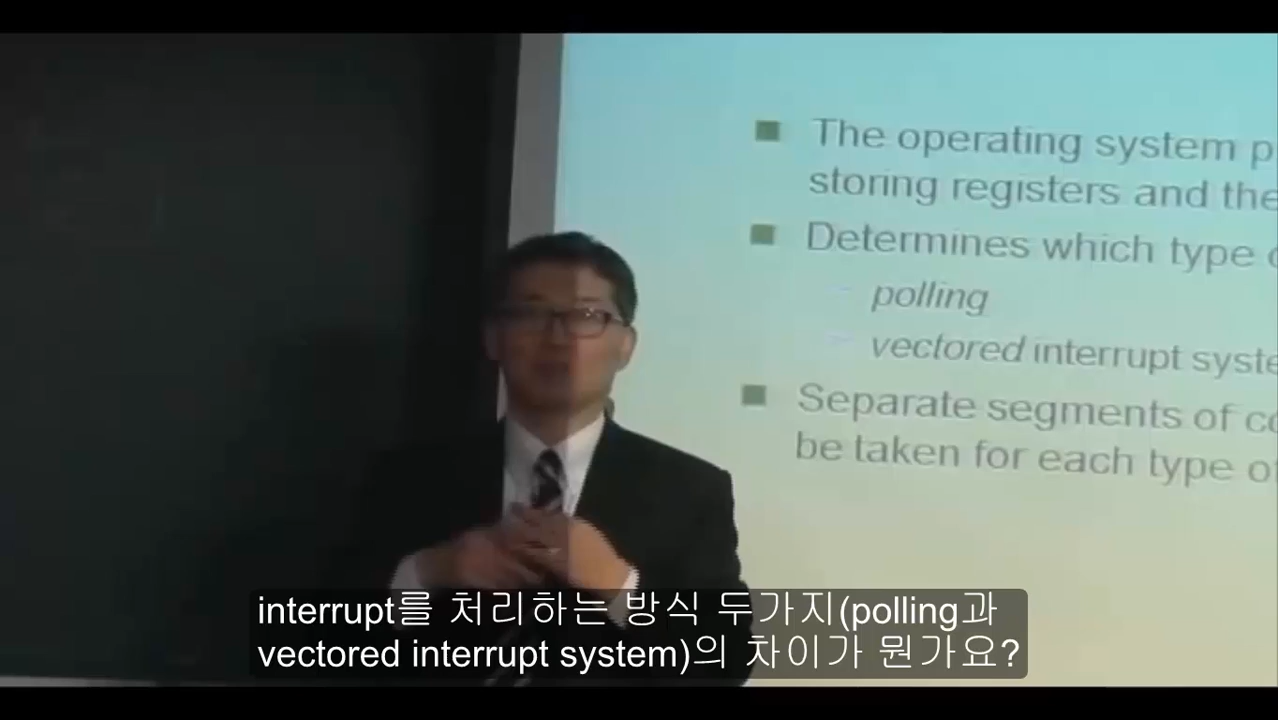 The operating system
storing registers and the
Determines which type
polling
vectored interrupt
Separate segments of
be taken for each type
interrupt를 처리하는 방식 두가지(polling과
vectored interrupt system)의 차이가 뭔가요?